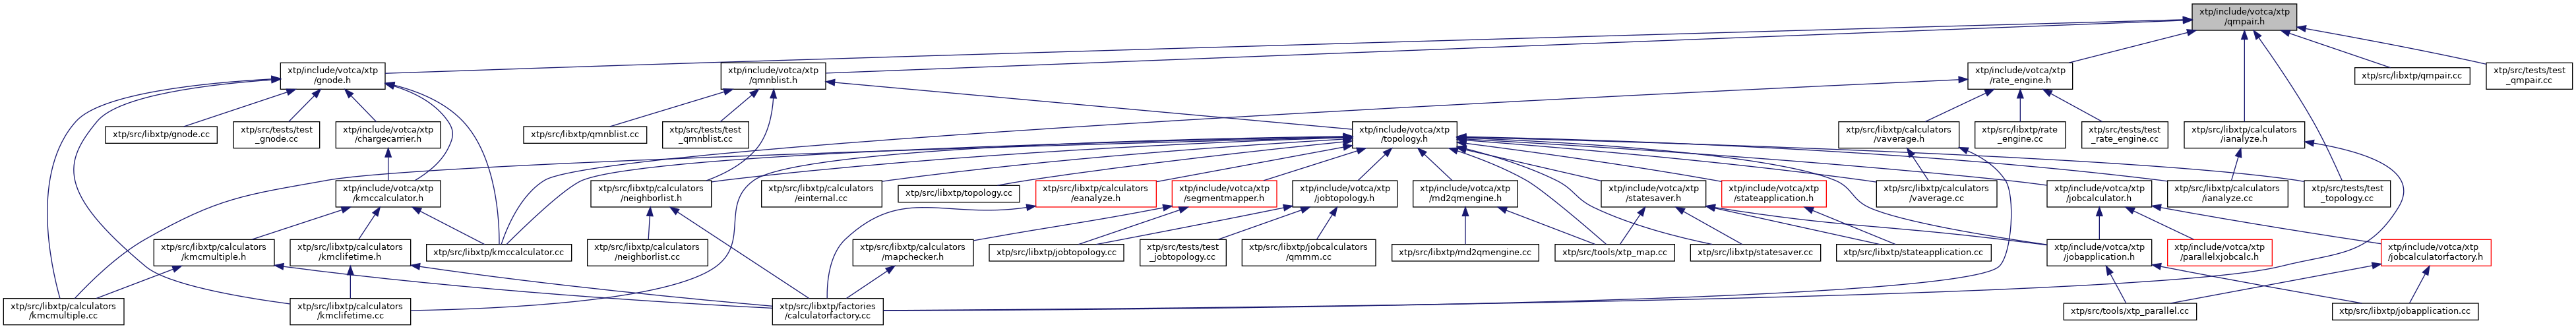 xtp/include/votca/xtp
/qmpair.h
xtp/include/votca/xtp
/gnode.h
xtp/include/votca/xtp
/qmnblist.h
xtp/include/votca/xtp
/rate_engine.h
xtp/src/libxtp/qmpair.cc
xtp/src/tests/test
_qmpair.cc
xtp/src/libxtp/gnode.cc
xtp/src/tests/test
_gnode.cc
xtp/include/votca/xtp
/chargecarrier.h
xtp/src/libxtp/qmnblist.cc
xtp/src/tests/test
_qmnblist.cc
xtp/include/votca/xtp
/topology.h
xtp/src/libxtp/calculators
/vaverage.h
xtp/src/libxtp/rate
_engine.cc
xtp/src/tests/test
_rate_engine.cc
xtp/src/libxtp/calculators
/ianalyze.h
xtp/include/votca/xtp
/kmccalculator.h
xtp/src/libxtp/calculators
/neighborlist.h
xtp/src/libxtp/calculators
/einternal.cc
xtp/src/libxtp/topology.cc
xtp/src/libxtp/calculators
/eanalyze.h
xtp/include/votca/xtp
/segmentmapper.h
xtp/include/votca/xtp
/jobtopology.h
xtp/include/votca/xtp
/md2qmengine.h
xtp/include/votca/xtp
/statesaver.h
xtp/include/votca/xtp
/stateapplication.h
xtp/src/libxtp/calculators
/vaverage.cc
xtp/include/votca/xtp
/jobcalculator.h
xtp/src/libxtp/calculators
/ianalyze.cc
xtp/src/tests/test
_topology.cc
xtp/src/libxtp/calculators
/kmcmultiple.h
xtp/src/libxtp/calculators
/kmclifetime.h
xtp/src/libxtp/kmccalculator.cc
xtp/src/libxtp/calculators
/neighborlist.cc
xtp/src/libxtp/calculators
/mapchecker.h
xtp/src/libxtp/jobtopology.cc
xtp/src/tests/test
_jobtopology.cc
xtp/src/libxtp/jobcalculators
/qmmm.cc
xtp/src/libxtp/md2qmengine.cc
xtp/src/tools/xtp_map.cc
xtp/src/libxtp/statesaver.cc
xtp/src/libxtp/stateapplication.cc
xtp/include/votca/xtp
/jobapplication.h
xtp/include/votca/xtp
/parallelxjobcalc.h
xtp/include/votca/xtp
/jobcalculatorfactory.h
xtp/src/libxtp/calculators
/kmcmultiple.cc
xtp/src/libxtp/calculators
/kmclifetime.cc
xtp/src/libxtp/factories
/calculatorfactory.cc
xtp/src/tools/xtp_parallel.cc
xtp/src/libxtp/jobapplication.cc